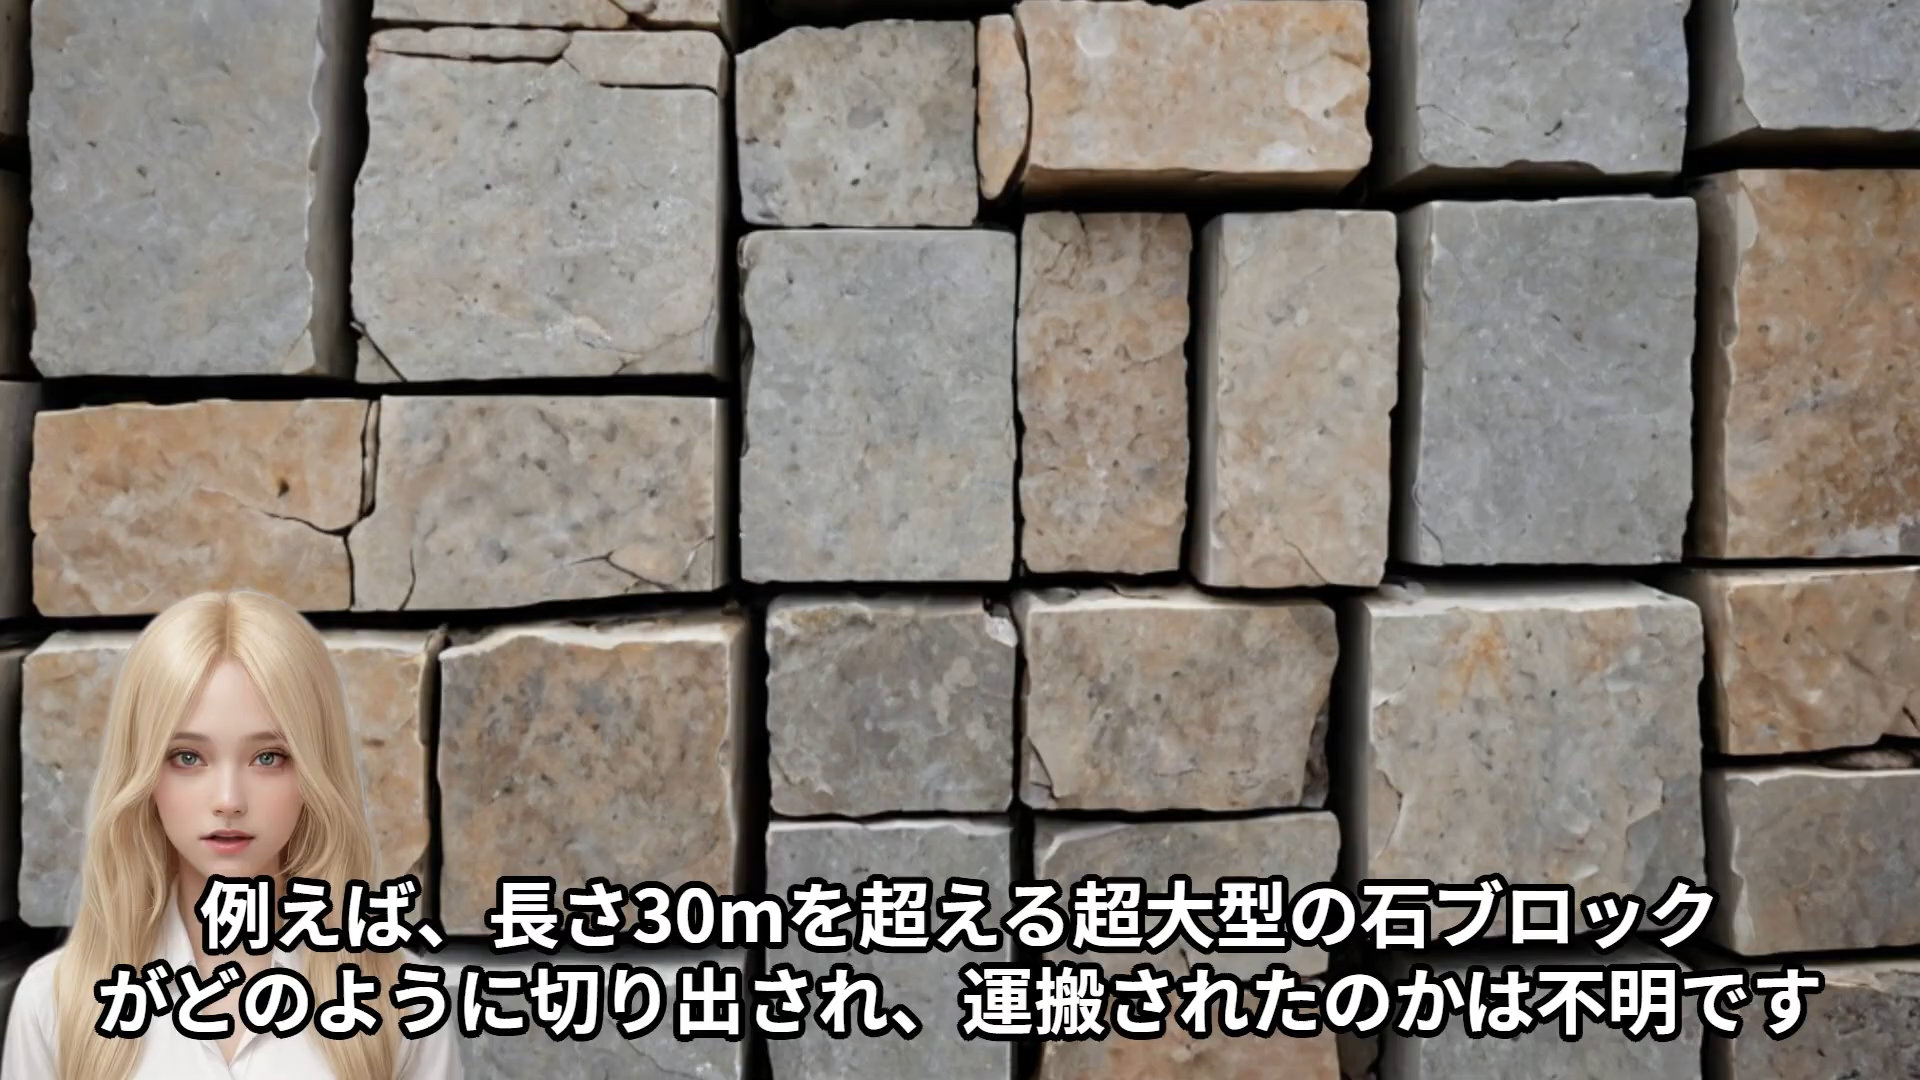 例えば、長さ30mを超える超大型の石ブロック
がどのように切り出され、運搬されたのかは不明です